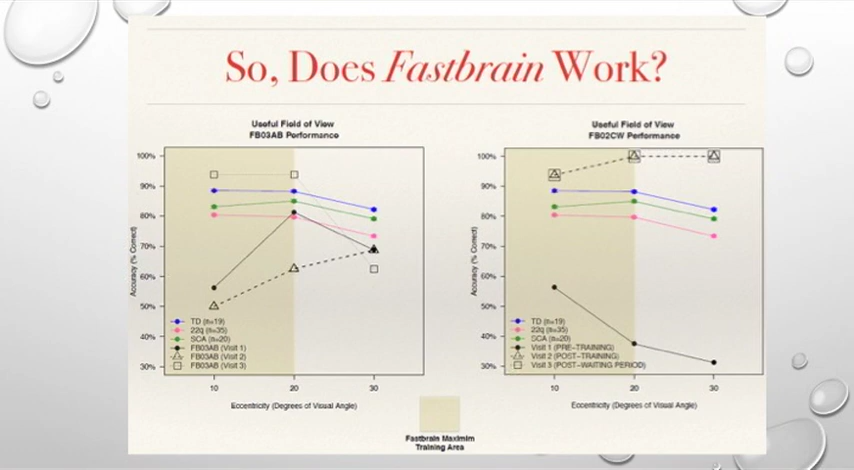 So, Does Fastbrain Work?
Useful Field of View
FB03AB Performance
100%
90%
80%
70%
60%
50%
40%
30%
Accuracy (% Correct)
TD (n=19)
22q (n=35)
SCA (n=20)
FB03AB (Visit 1)
FB03AB (Visit 2)
FB03AB (Visit 3)
10
20
30
Eccentricity (Degrees of Visual Angle)
Useful Field of View
FB02CW Performance
100%
90%
80%
70%
60%
50%
40%
30%
Accuracy (% Correct)
TD (n=19)
22q (n=35)
SCA (n=20)
Visit 1 (PRE-TRAINING)
Visit 2 (POST-TRAINING)
Visit 3 (POST-WAITING PERIOD)
10
20
30
Eccentricity (Degrees of Visual Angle)
Fastbrain Maximim
Training Area